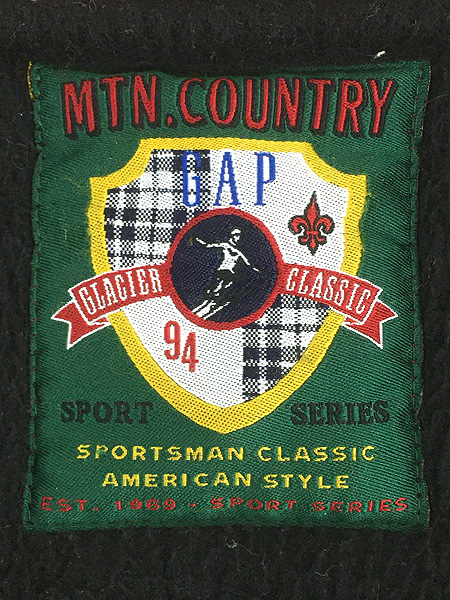 MTN. COUNTRY
GAP
GLACIER CLASSIC
94
SPORT SERIES
SPORTSMAN CLASSIC
AMERICAN STYLE
EST. 1969 - SPORT SERIES